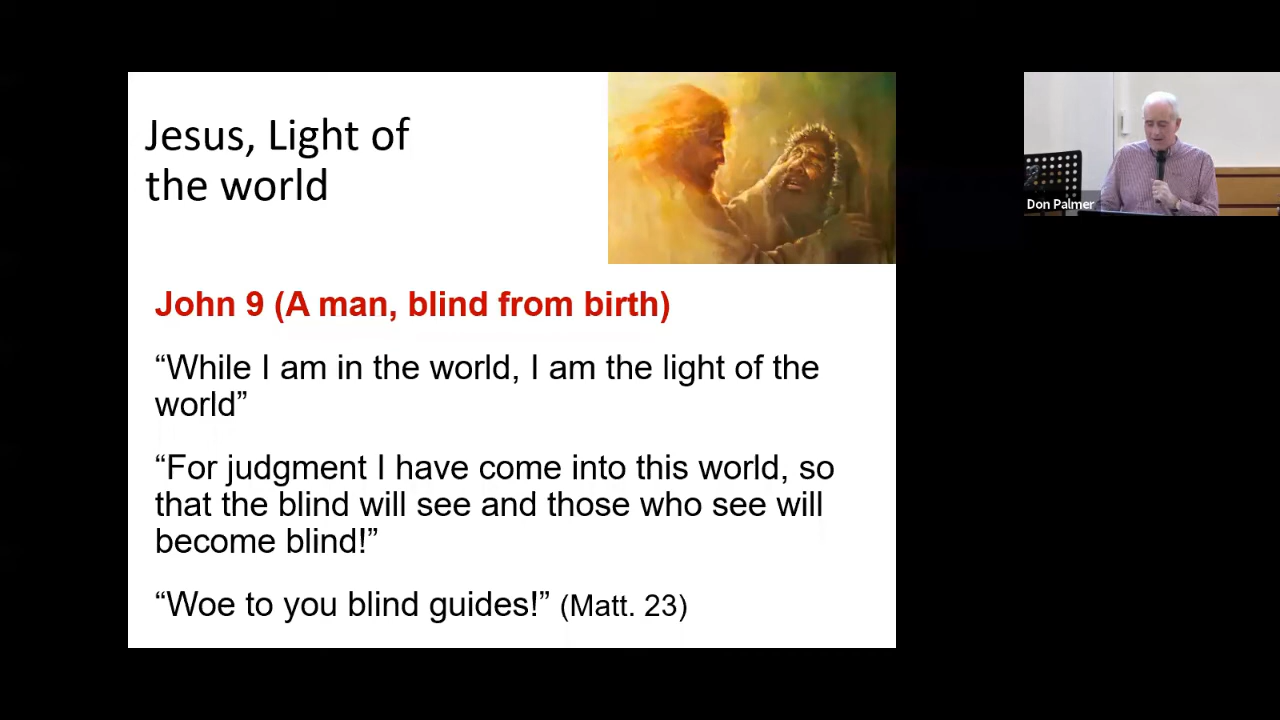 Jesus, Light of
the world
John 9 (A man, blind from birth)
“While I am in the world, I am the light of the
world”
“For judgment I have come into this world, so
that the blind will see and those who see will
become blind!”
“Woe to you blind guides!” (Matt. 23)
Don Palmer